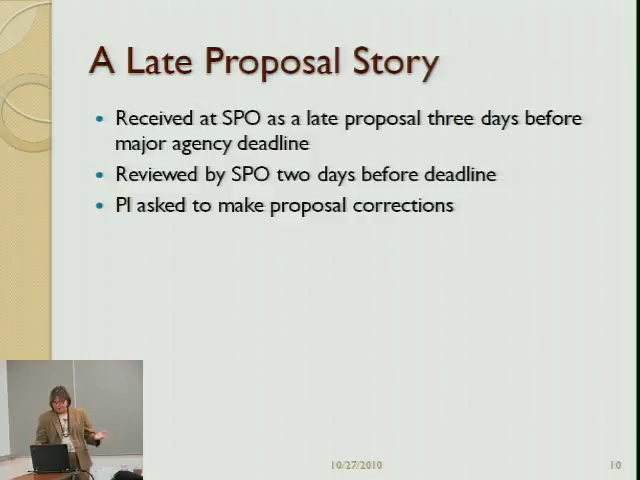 A Late Proposal Story
Received at SPO as a late proposal three days before
major agency deadline
Reviewed by SPO two days before deadline
PI asked to make proposal corrections
10/27/2010
10